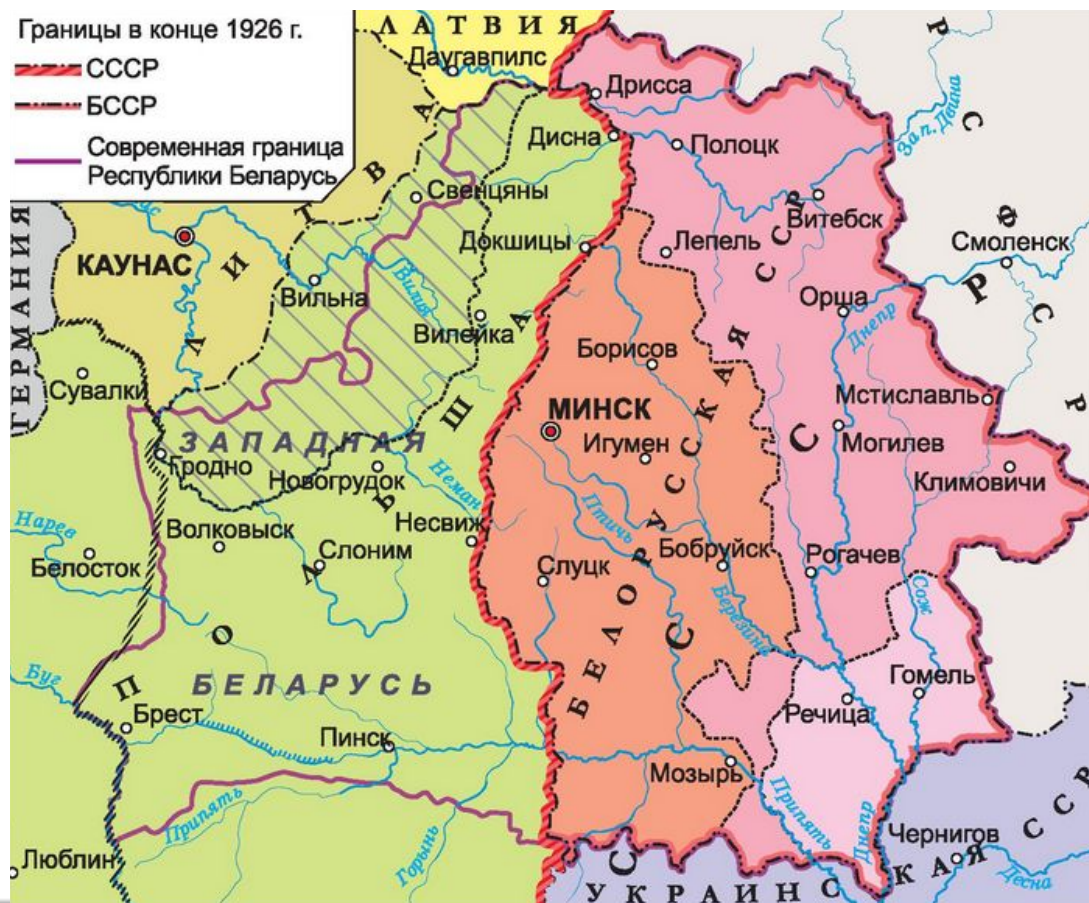 Границы в конце 1926 г.
СССР
БССР
Современная граница
Республики Беларусь
ЛАТВИЯ
Даугавпилс
Дрисса
Дисна
Полоцк
Зап. Двина
РСФСР
Свенцяны
Витебск
ГЕРМАНИЯ
ЛИТВА
КАУНАС
Докшицы
Лепель
Смоленск
Вильна
Вилия
Орша
Днепр
Вилейка
Борисов
Сувалки
МИНСК
Мстиславль
ЗАПАДНАЯ
Игумен
Могилев
Гродно
Новогрудок
Неман
Климовичи
Нарев
Волковыск
Несвиж
Птичь
Белосток
Слоним
Слуцк
Бобруйск
Рогачев
Сож
БЕЛОРУССКАЯ ССР
СССР
ПОЛЬША
Березина
Буг
БЕЛАРУСЬ
Гомель
Брест
Речица
Пинск
Мозырь
Припять
Припять
Днепр
Горынь
Чернигов
Люблин
УКРАИНСКАЯ ССР
Десна